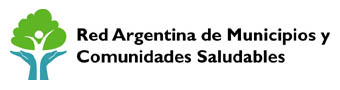 Red Argentina de Municipios y
Comunidades Saludables